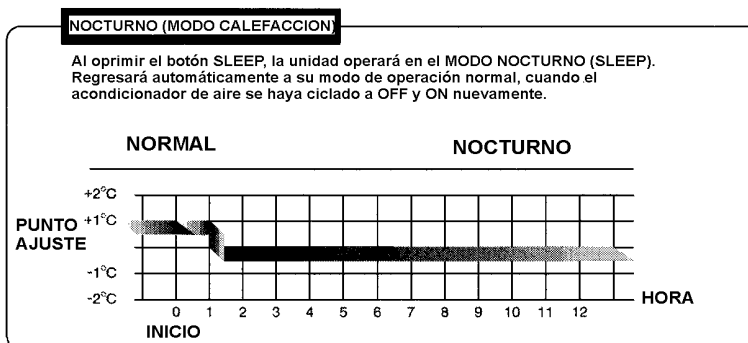 NOCTURNO (MODO CALEFACCION)
Al oprimir el botón SLEEP, la unidad operará en el MODO NOCTURNO (SLEEP).
Regresará automáticamente a su modo de operación normal, cuando el
acondicionador de aire se haya ciclado a OFF y ON nuevamente.
NORMAL NOCTURNO
+2°C
PUNTO +1°C
AJUSTE
-1°C
-2°C HORA
0 1 2 3 4 5 6 7 8 9 10 11 12
INICIO